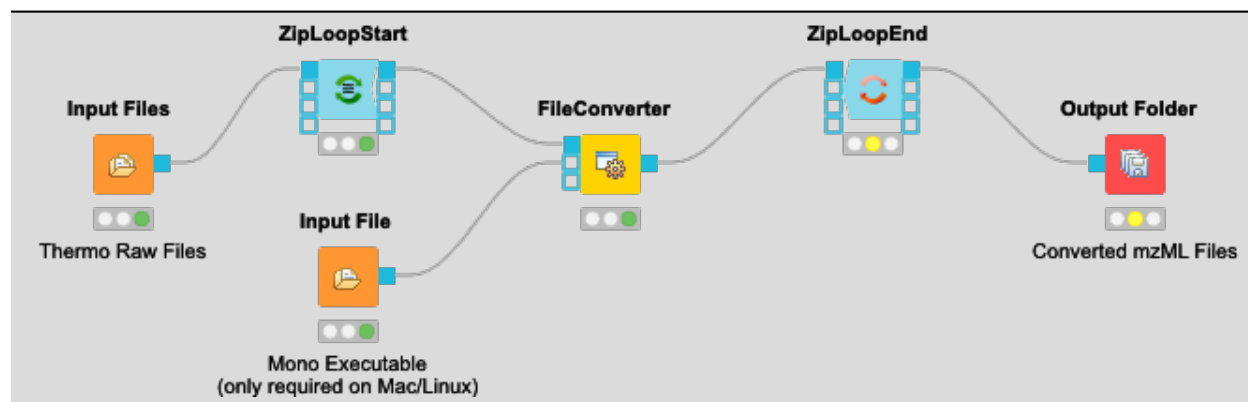 ZipLoopStart
ZipLoopEnd
Input Files
FileConverter
Output Folder
Input File
Thermo Raw Files
Converted mzML Files
Mono Executable
(only required on Mac/Linux)